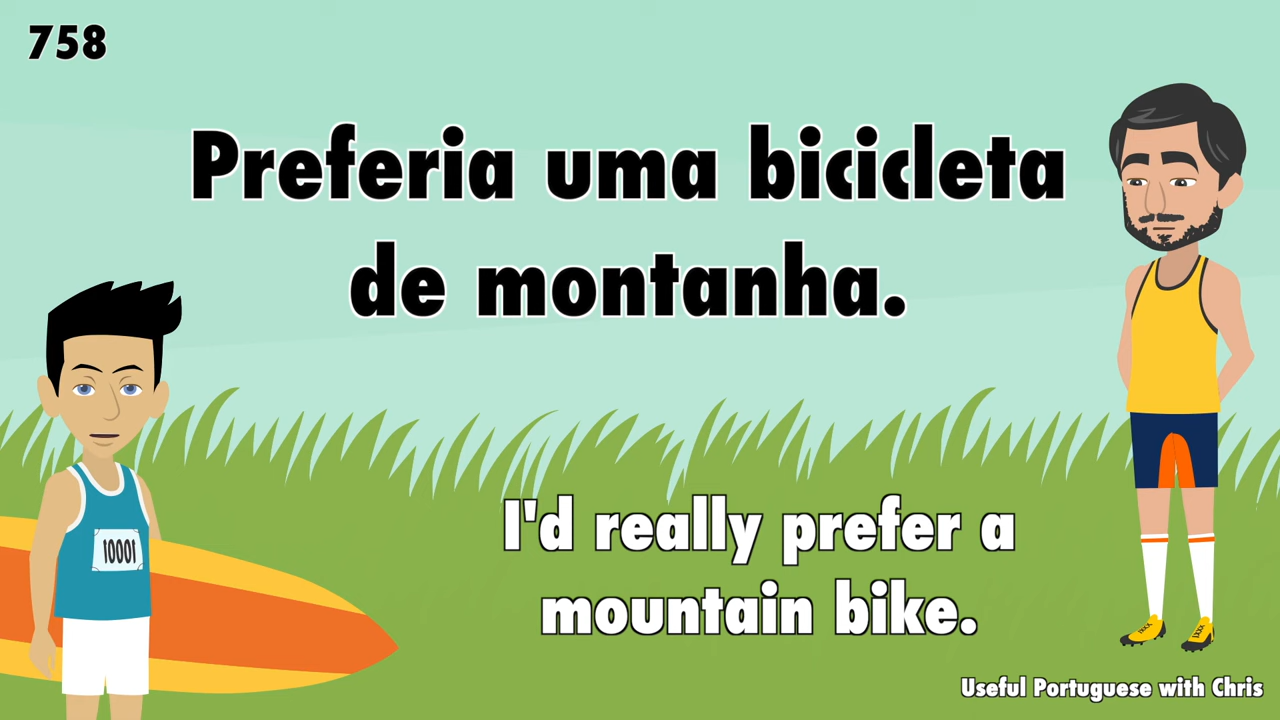 758
Preferia uma bicicleta
de montanha.
10001
I'd really prefer a
mountain bike.
Useful Portuguese with Chris